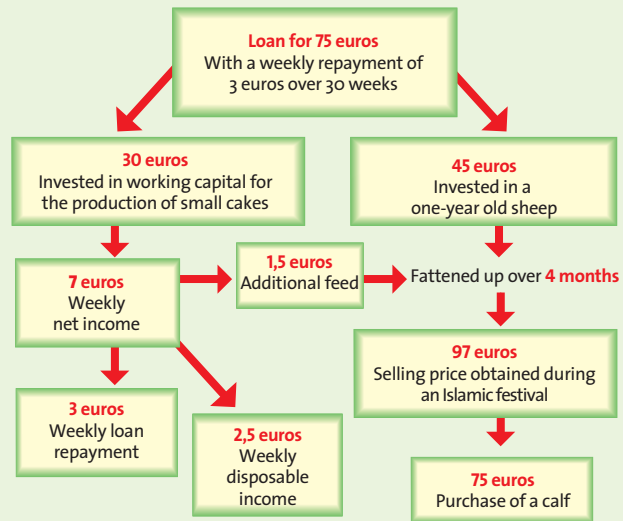 Loan for 75 euros
With a weekly repayment of
3 euros over 30 weeks
30 euros
Invested in working capital for
the production of small cakes
45 euros
Invested in a
one-year old sheep
7 euros
Weekly
net income
1,5 euros
Additional feed
Fattened up over 4 months
97 euros
Selling price obtained during
an Islamic festival
3 euros
Weekly loan
repayment
2,5 euros
Weekly
disposable
income
75 euros
Purchase of a calf